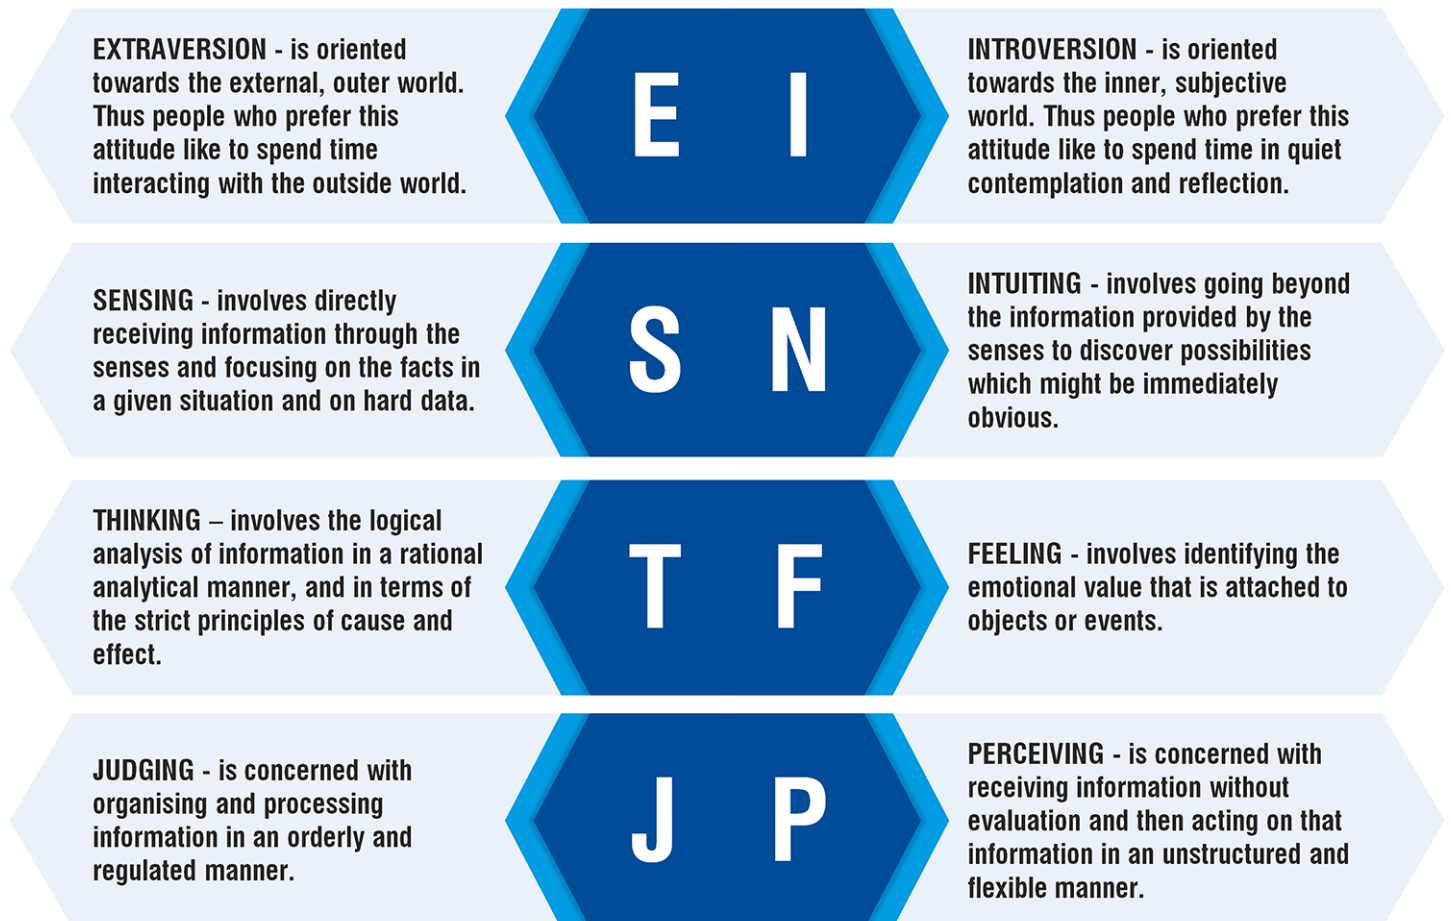 EXTRAVERSION - is oriented
towards the external, outer world.
Thus people who prefer this
attitude like to spend time
interacting with the outside world.
E I
INTROVERSION - is oriented
towards the inner, subjective
world. Thus people who prefer this
attitude like to spend time in quiet
contemplation and reflection.
SENSING - involves directly
receiving information through the
senses and focusing on the facts in
a given situation and on hard data.
S N
INTUITING - involves going beyond
the information provided by the
senses to discover possibilities
which might be immediately
obvious.
THINKING – involves the logical
analysis of information in a rational
analytical manner, and in terms of
the strict principles of cause and
effect.
T F
FEELING - involves identifying the
emotional value that is attached to
objects or events.
JUDGING - is concerned with
organising and processing
information in an orderly and
regulated manner.
J P
PERCEIVING - is concerned with
receiving information without
evaluation and then acting on that
information in an unstructured and
flexible manner.